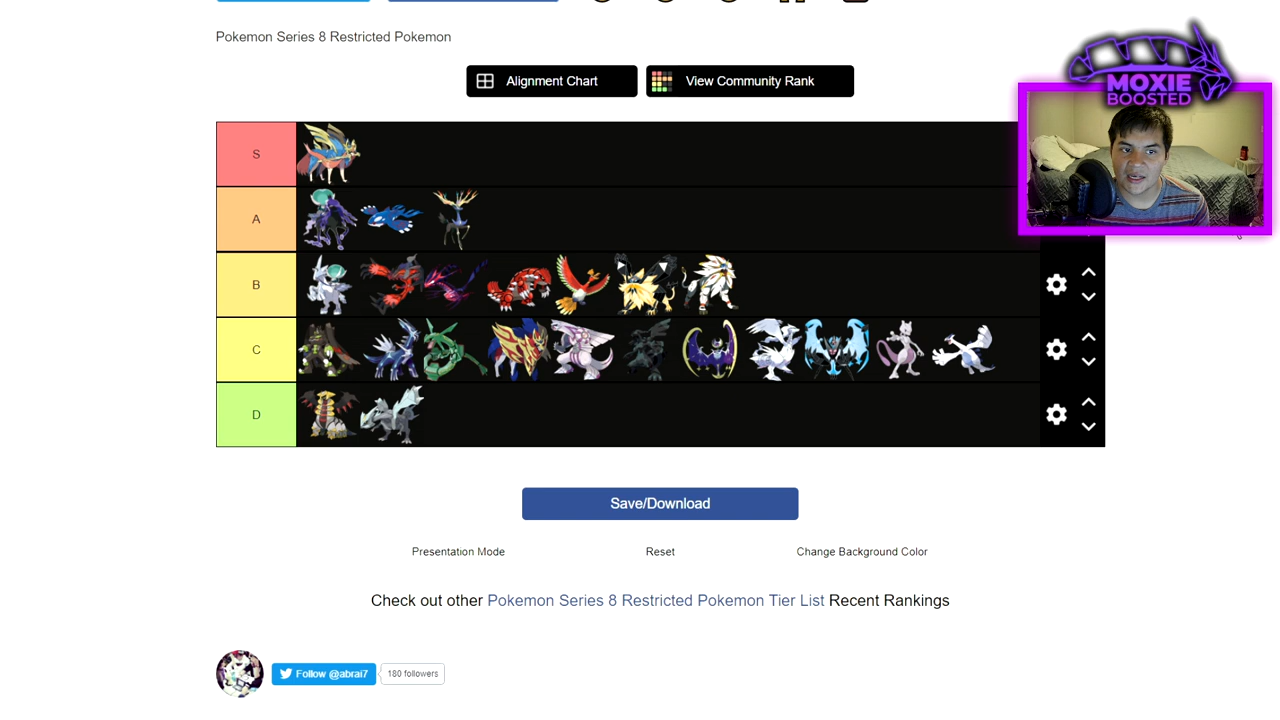 Pokemon Series 8 Restricted Pokemon
Alignment Chart
View Community Rank
MOXIE
BOOSTED
S
A
B
C
D
Save/Download
Presentation Mode
Reset
Change Background Color
Check out other Pokemon Series 8 Restricted Pokemon Tier List Recent Rankings
Follow @abrai7
180 followers